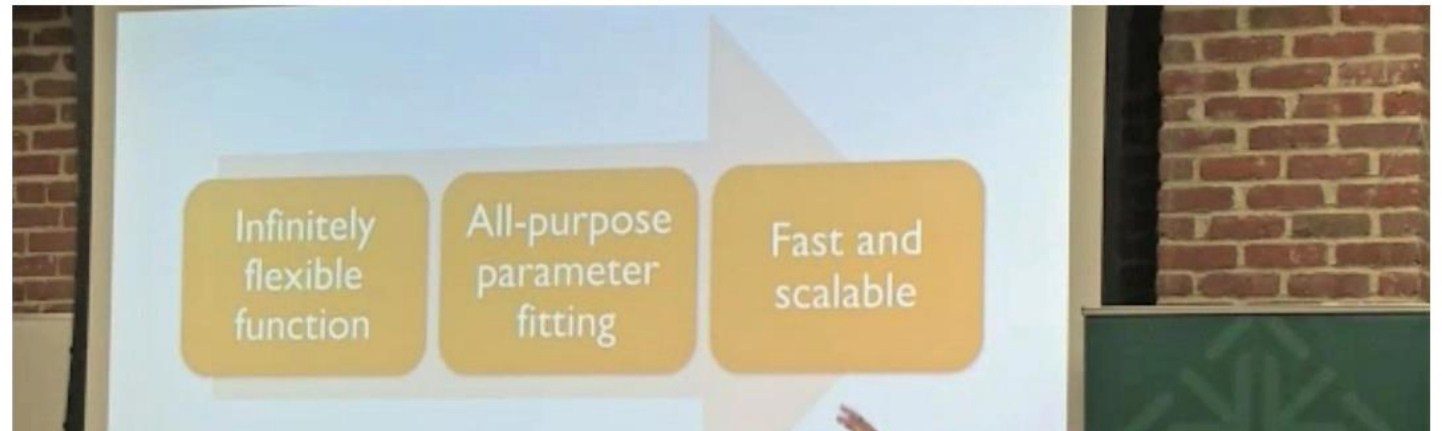 Infinitely
flexible
function
All-purpose
parameter
fitting
Fast and
scalable